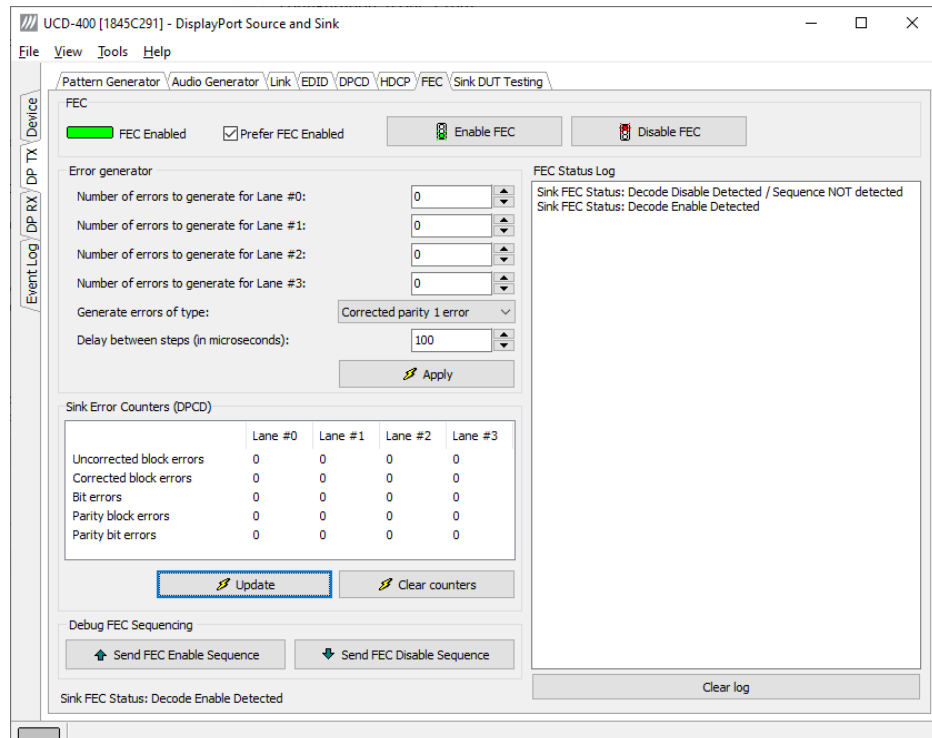 UCD-400 [1845C291] - DisplayPort Source and Sink
File View Tools Help
Pattern Generator Audio Generator Link EDID DPCD HDCP FEC Sink DUT Testing
Device
DP TX
DP RX
Event Log
FEC
FEC Enabled
Prefer FEC Enabled
Enable FEC
Disable FEC
Error generator
Number of errors to generate for Lane #0: 0
Number of errors to generate for Lane #1: 0
Number of errors to generate for Lane #2: 0
Number of errors to generate for Lane #3: 0
Generate errors of type: Corrected parity 1 error
Delay between steps (in microseconds): 100
Apply
Sink Error Counters (DPCD)
Lane #0 Lane #1 Lane #2 Lane #3
Uncorrected block errors 0 0 0 0
Corrected block errors 0 0 0 0
Bit errors 0 0 0 0
Parity block errors 0 0 0 0
Parity bit errors 0 0 0 0
Update
Clear counters
Debug FEC Sequencing
Send FEC Enable Sequence
Send FEC Disable Sequence
Sink FEC Status: Decode Enable Detected
FEC Status Log
Sink FEC Status: Decode Disable Detected / Sequence NOT detected
Sink FEC Status: Decode Enable Detected
Clear log